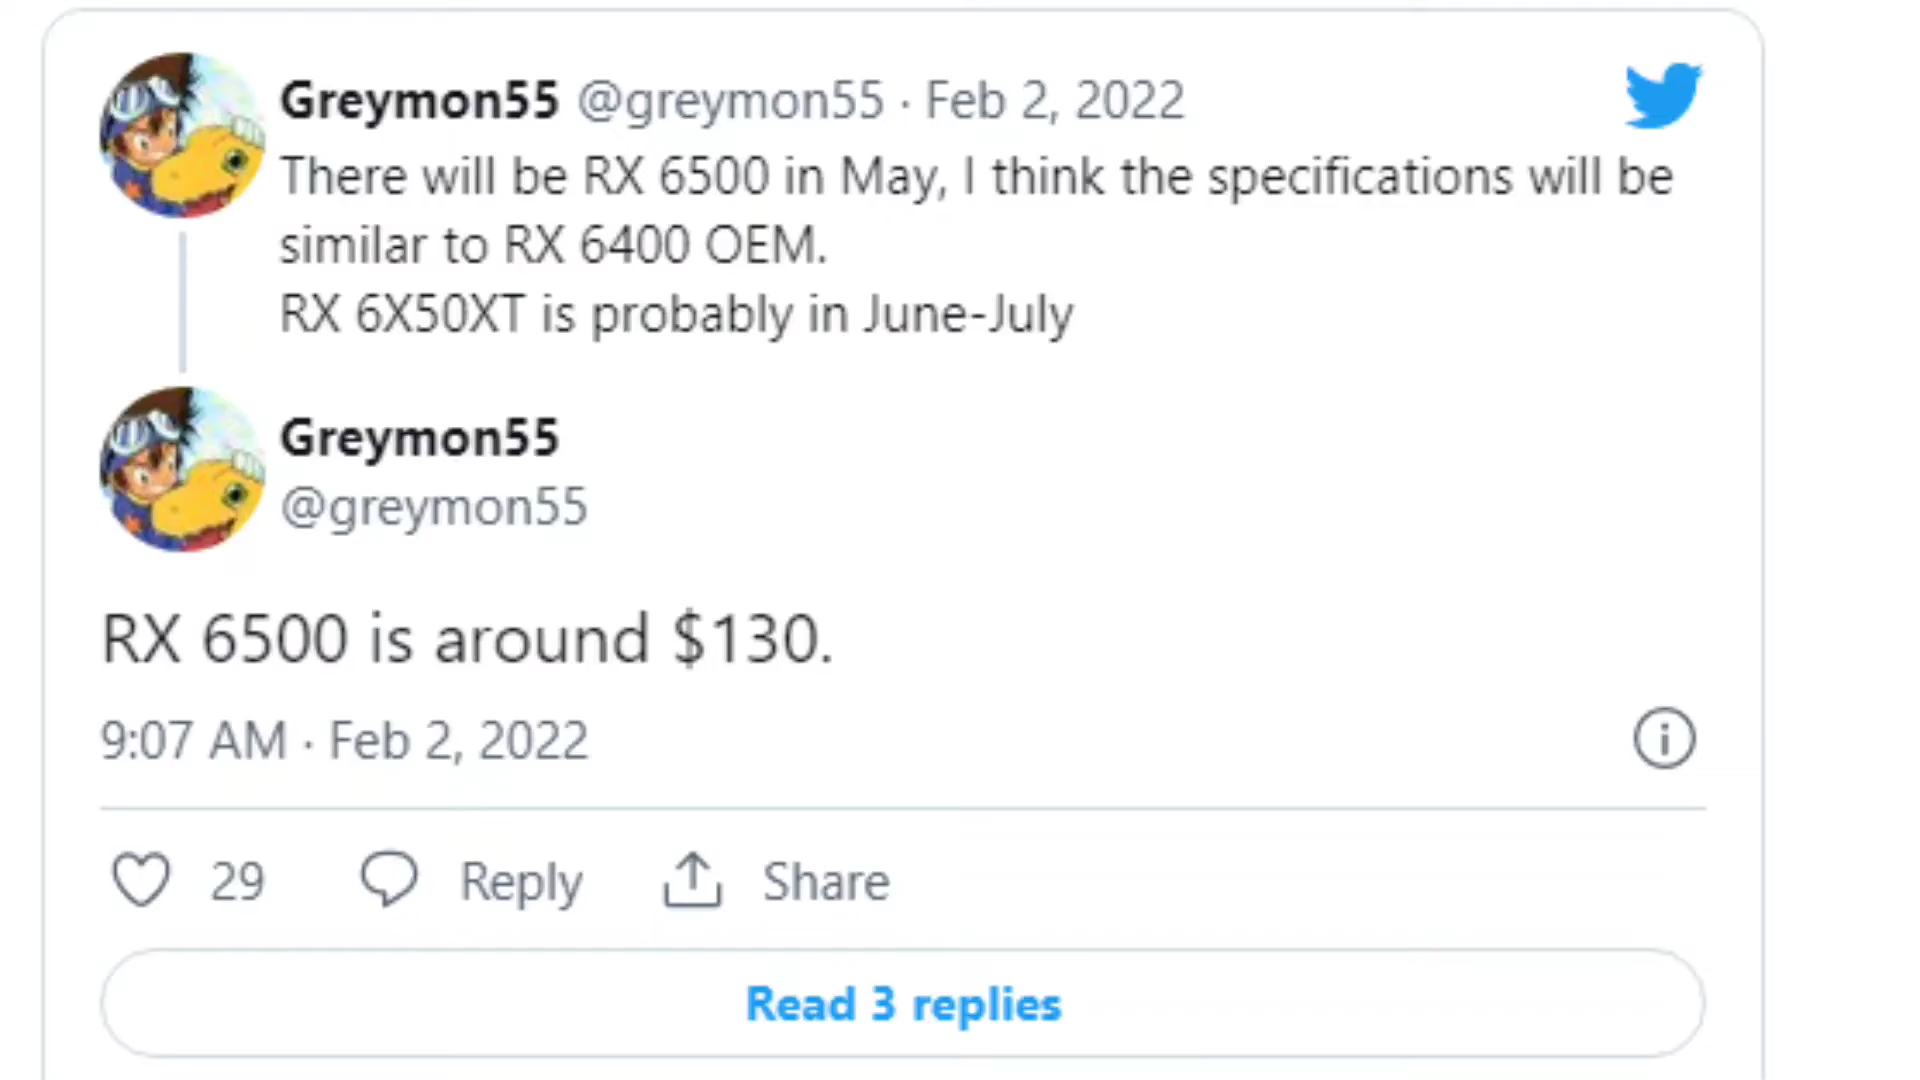 Greymon55 @greymon55 · Feb 2, 2022
There will be RX 6500 in May, I think the specifications will be
similar to RX 6400 OEM.
RX 6X50XT is probably in June-July
Greymon55
@greymon55
RX 6500 is around $130.
9:07 AM · Feb 2, 2022
29 Reply Share
Read 3 replies